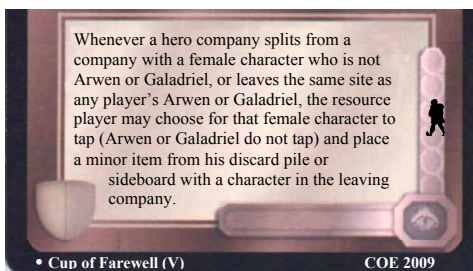 Whenever a hero company splits from a
company with a female character who is not
Arwen or Galadriel, or leaves the same site as
any player's Arwen or Galadriel, the resource
player may choose for that female character to
tap (Arwen or Galadriel do not tap) and place
a minor item from his discard pile or
sideboard with a character in the leaving
company.
• Cup of Farewell (V) COE 2009